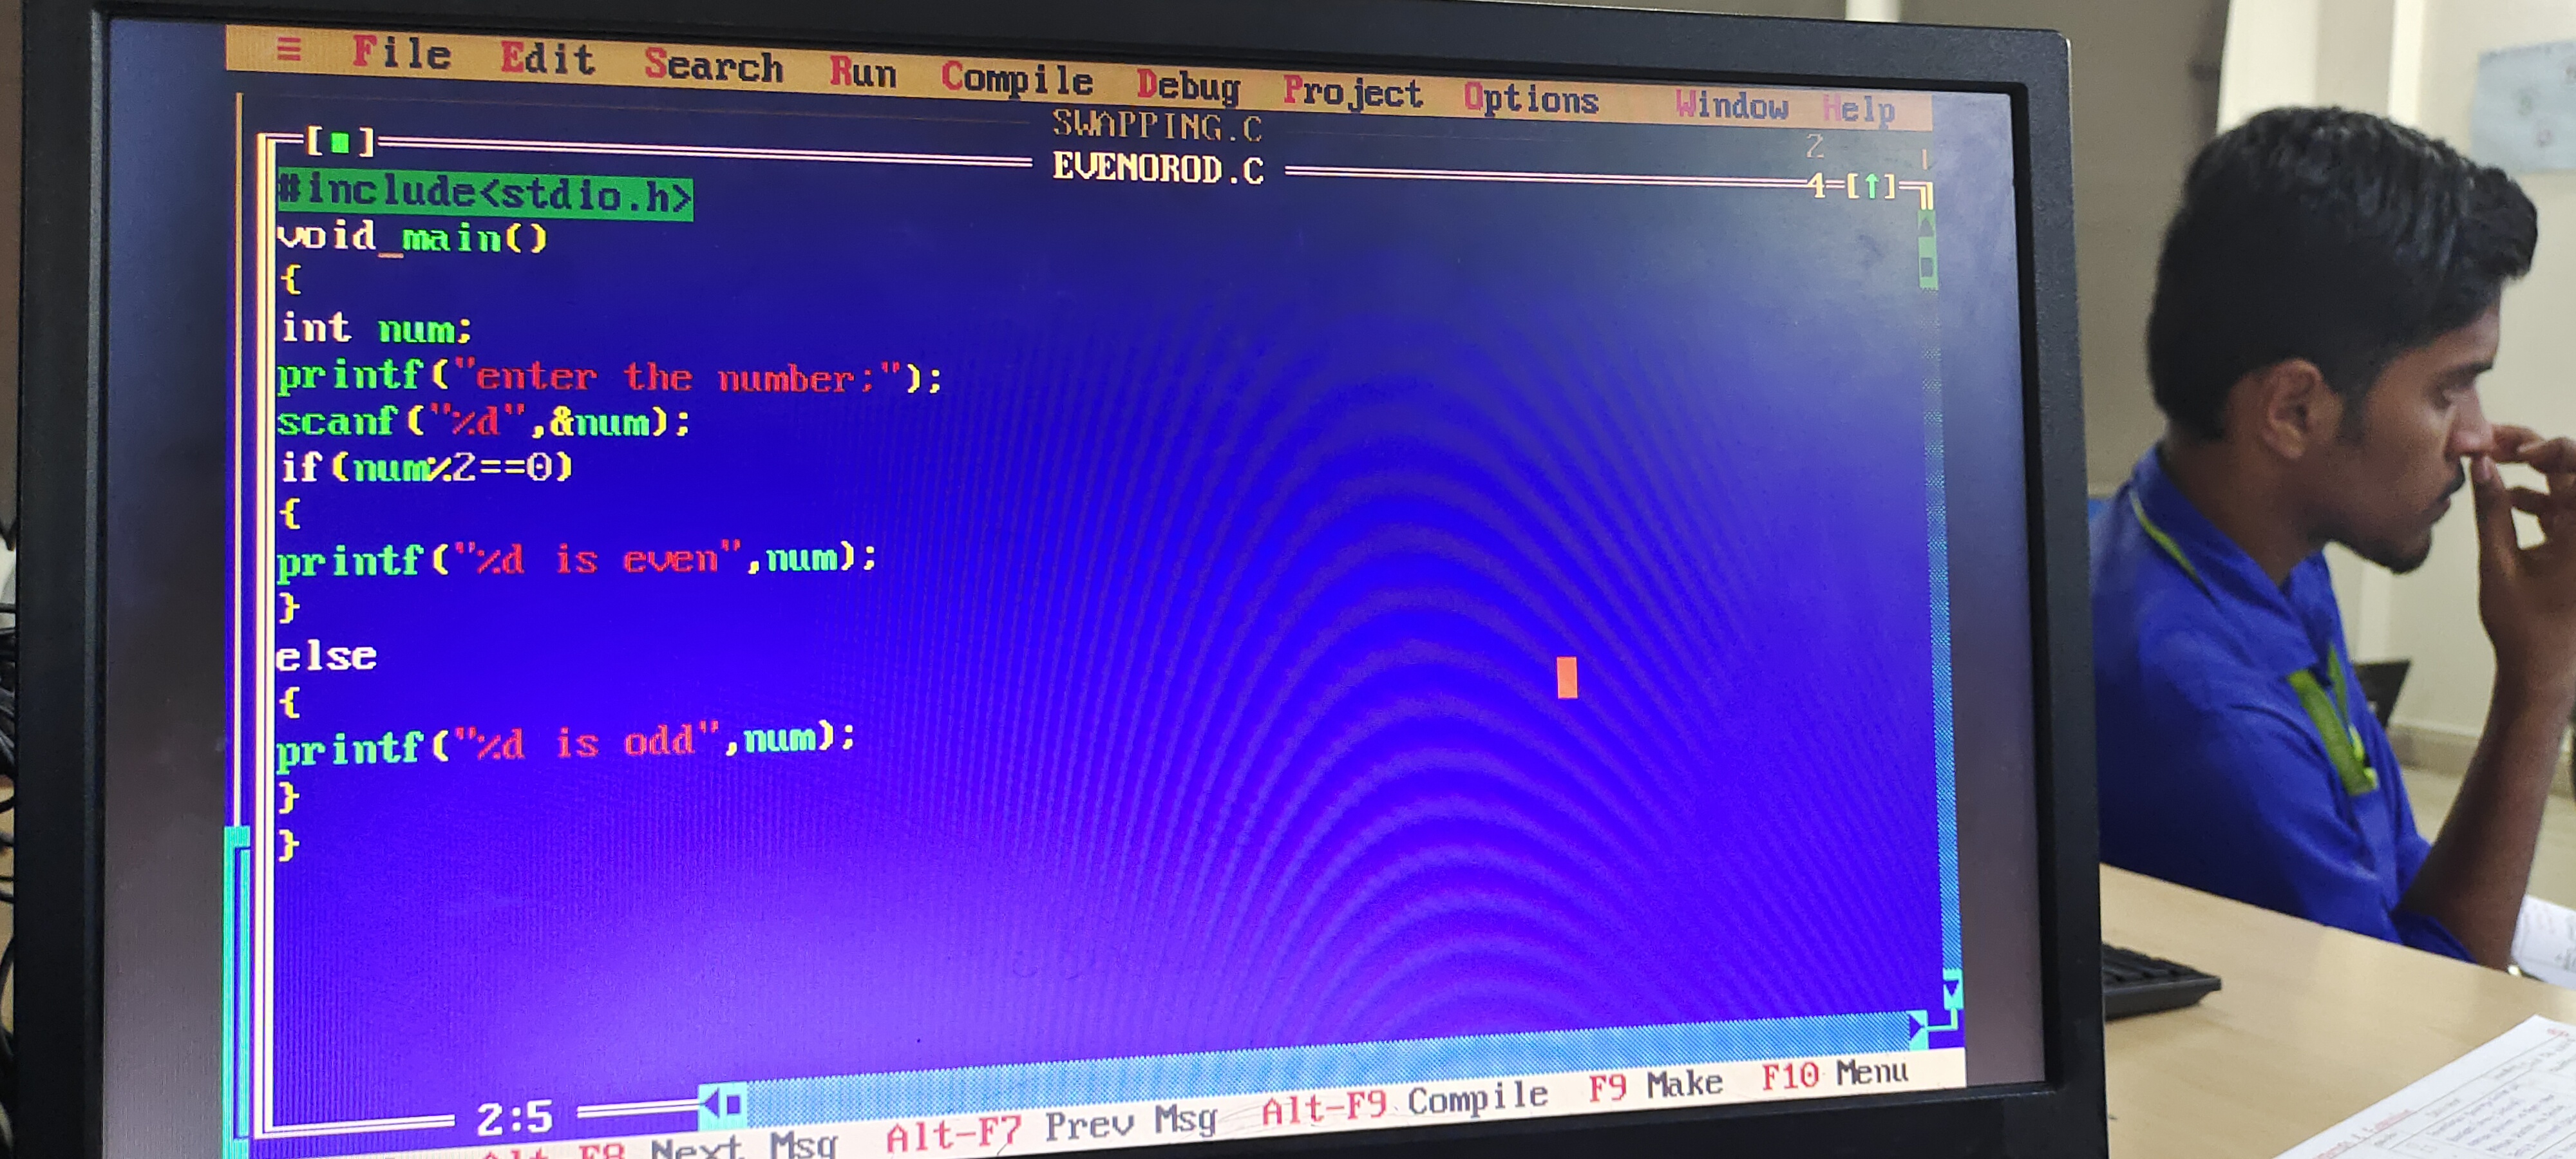 ≡ File Edit Search Run Compile Debug Project Options Window Help
SWAPPING.C 2
[■] EVENOROD.C 4=[↑]
#include<stdio.h>
void main()
{
int num;
printf("enter the number;");
scanf("%d",&num);
if(num%2==0)
{
printf("%d is even",num);
}
else
{
printf("%d is odd",num);
}
}
2:5
Alt-F8 Next Msg Alt-F7 Prev Msg Alt-F9 Compile F9 Make F10 Menu